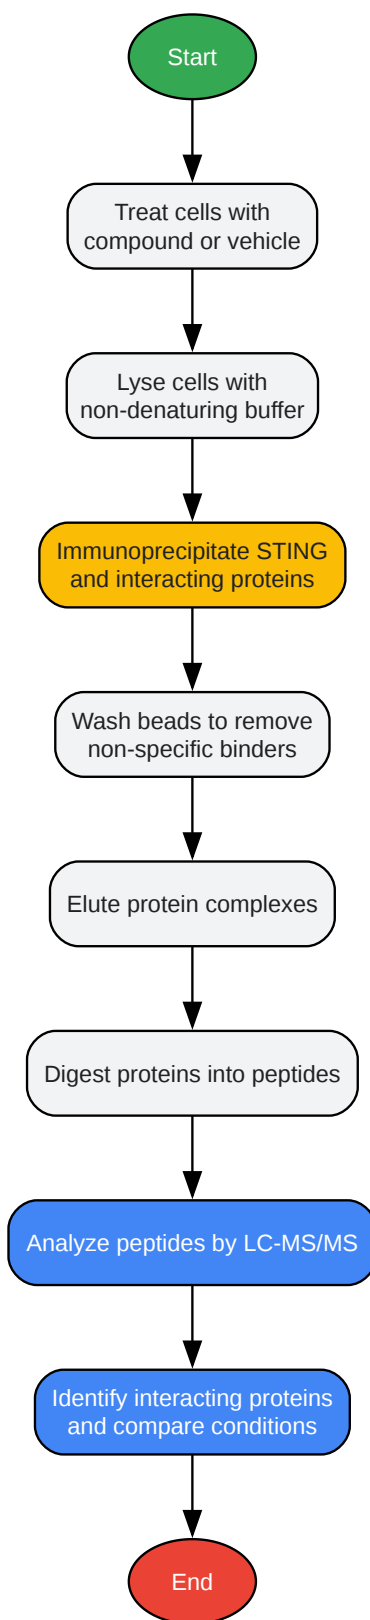 Start
Treat cells with
compound or vehicle
Lyse cells with
non-denaturing buffer
Immunoprecipitate STING
and interacting proteins
Wash beads to remove
non-specific binders
Elute protein complexes
Digest proteins into peptides
Analyze peptides by LC-MS/MS
Identify interacting proteins
and compare conditions
End